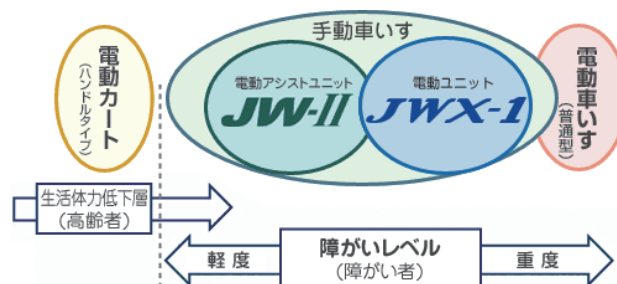 手動車いす
電動カート
(ハンドルタイプ)
電動アシストユニット
JW-II
電動ユニット
JWX-1
電動車いす
(普通型)
生活体力低下層
(高齢者)
軽度
障がいレベル
(障がい者)
重度